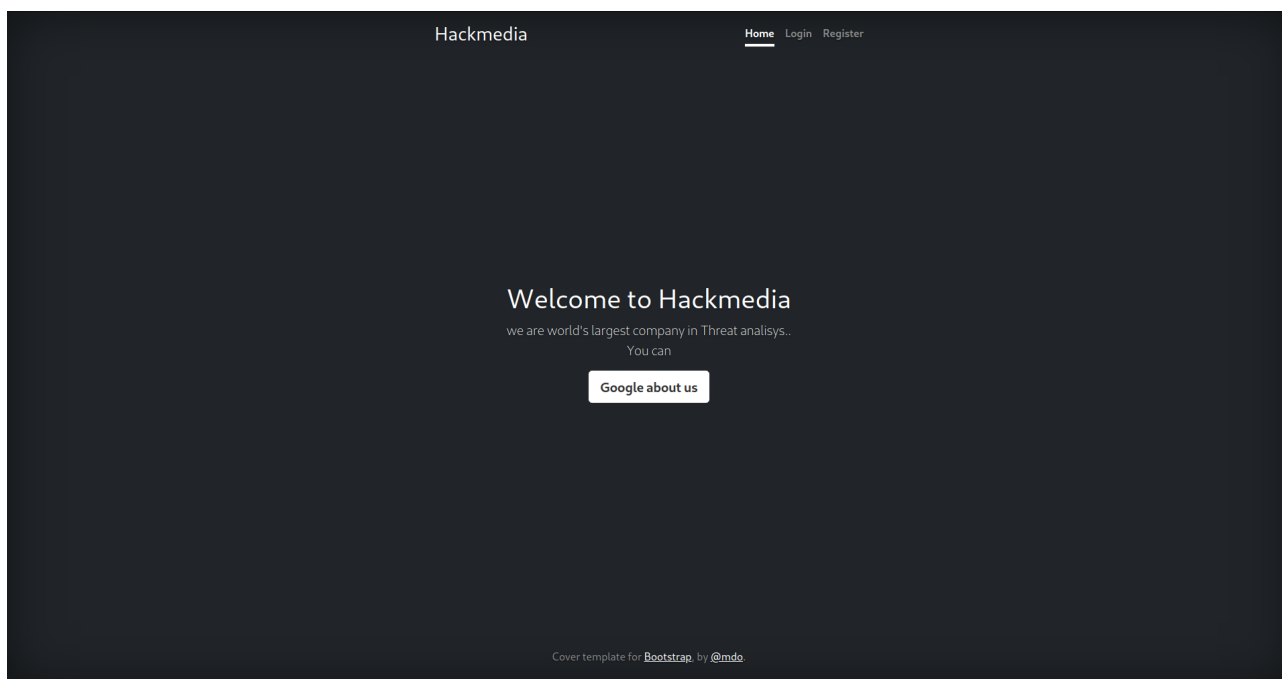 Hackmedia
Home Login Register
Welcome to Hackmedia
we are world's largest company in Threat analisys..
You can
Google about us
Cover template for Bootstrap, by @mdo.